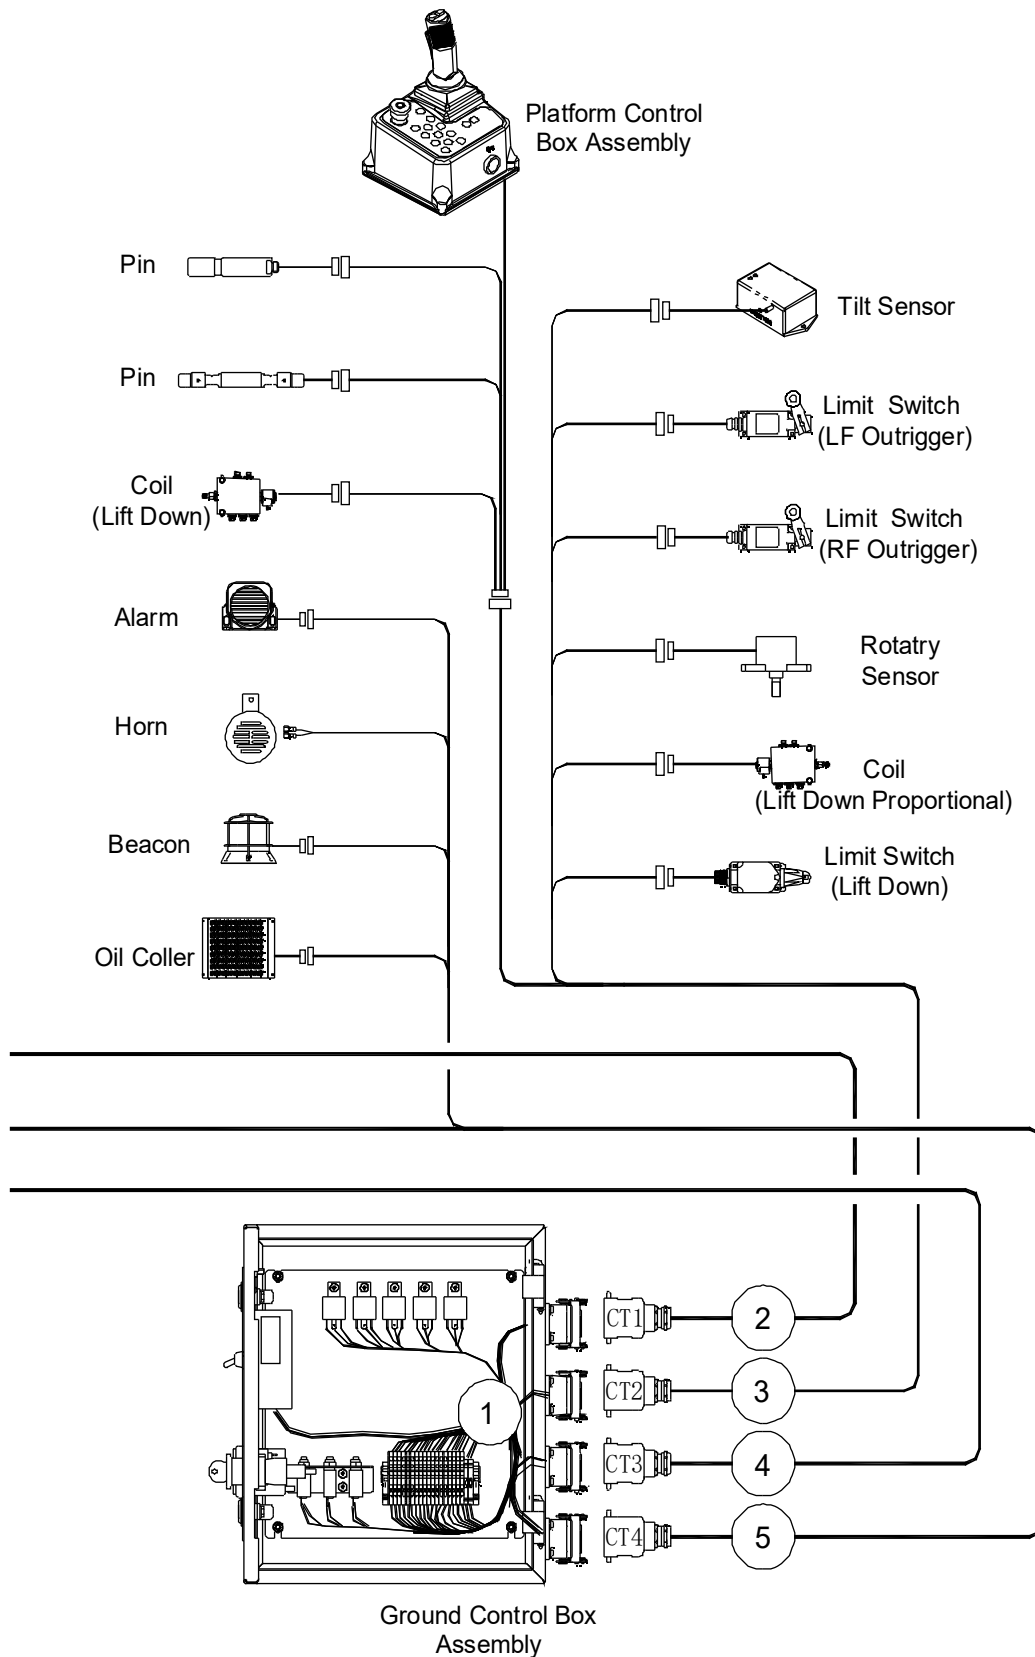 Platform Control
Box Assembly
Pin
Tilt Sensor
Pin
Limit Switch
(LF Outrigger)
Coil
(Lift Down)
Limit Switch
(RF Outrigger)
Alarm
Rotatry
Sensor
Horn
Coil
(Lift Down Proportional)
Beacon
Limit Switch
(Lift Down)
Oil Coller
CT1
2
CT2
3
1
CT3
4
CT4
5
Ground Control Box
Assembly